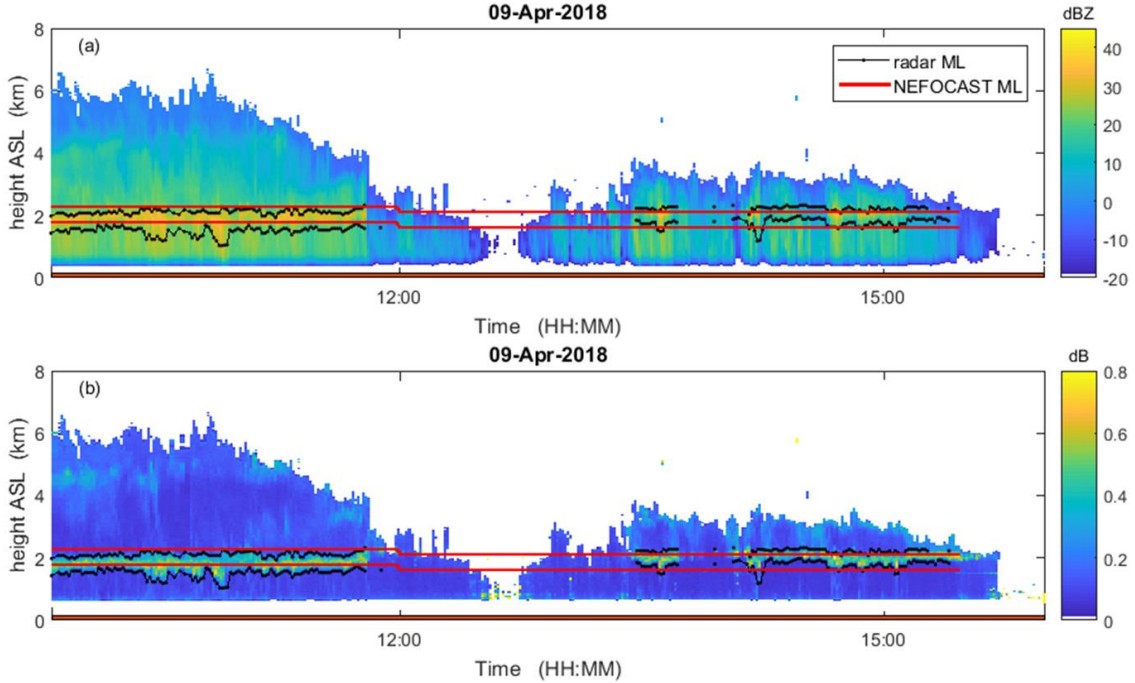 09-Apr-2018
dBZ
(a)
radar ML
NEFOCAST ML
height ASL (km)
8
6
4
2
0
40
30
20
10
0
-10
-20
12:00
15:00
Time (HH:MM)
09-Apr-2018
dB
(b)
height ASL (km)
8
6
4
2
0
0.8
0.6
0.4
0.2
0
12:00
15:00
Time (HH:MM)